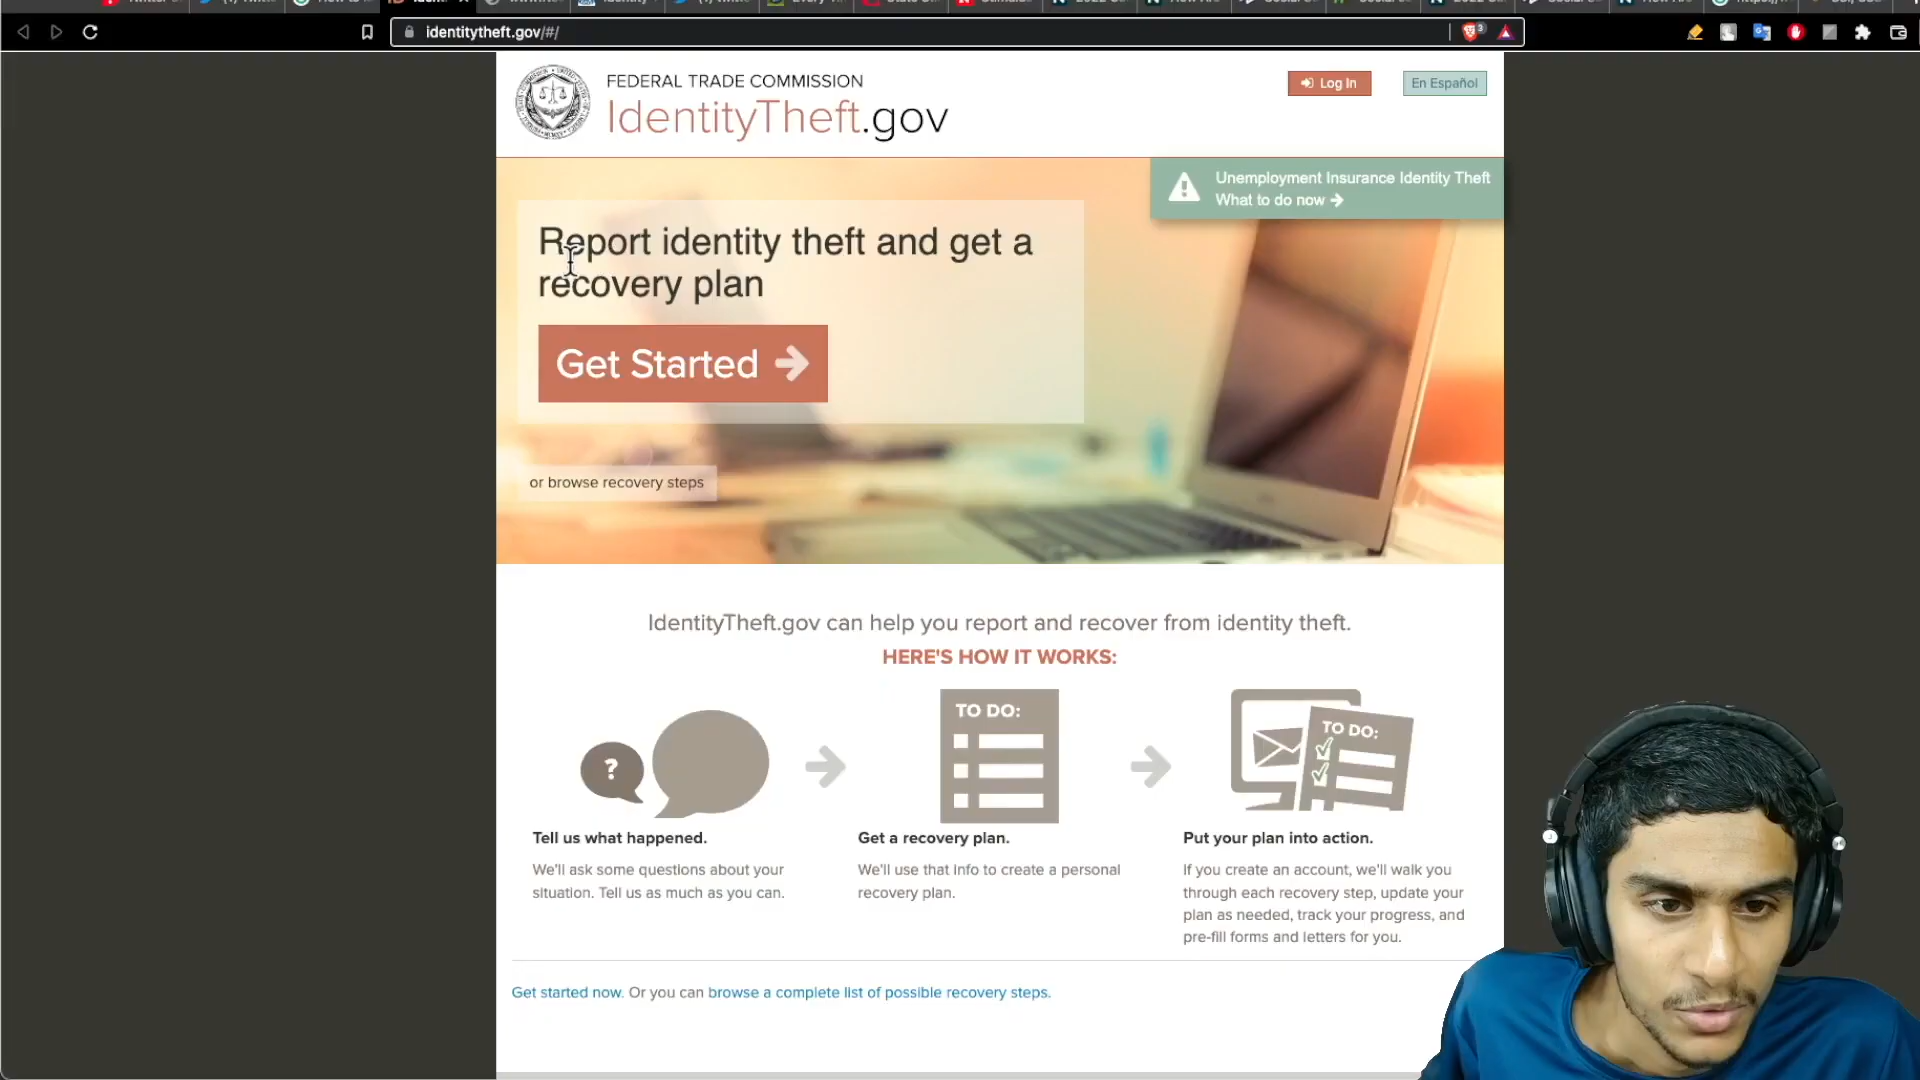 identitytheft.gov/#/
FEDERAL TRADE COMMISSION
IdentityTheft.gov
Log In
En Español
Unemployment Insurance Identity Theft
What to do now
Report identity theft and get a
recovery plan
Get Started
or browse recovery steps
IdentityTheft.gov can help you report and recover from identity theft.
HERE'S HOW IT WORKS:
?
TO DO:
TO DO:
Tell us what happened.
We'll ask some questions about your
situation. Tell us as much as you can.
Get a recovery plan.
We'll use that info to create a personal
recovery plan.
Put your plan into action.
If you create an account, we'll walk you
through each recovery step, update your
plan as needed, track your progress, and
pre-fill forms and letters for you.
Get started now. Or you can browse a complete list of possible recovery steps.